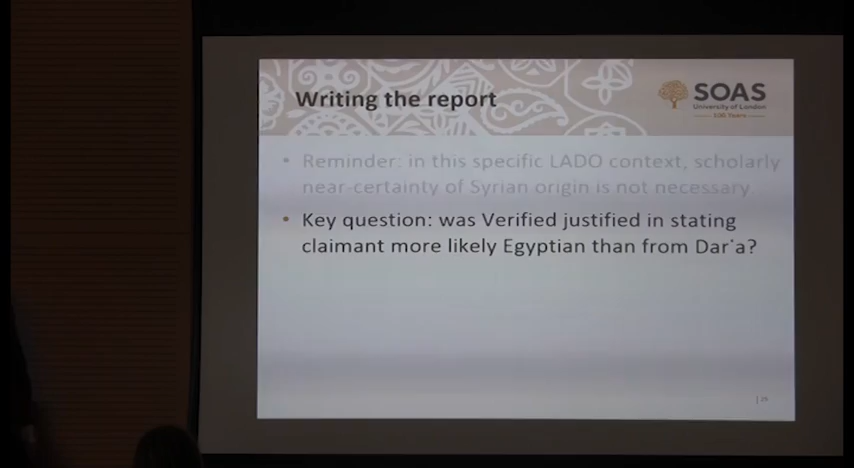 Writing the report
SOAS
University of London
100 Years
• Reminder: in this specific LADO context, scholarly
near-certainty of Syrian origin is not necessary.
• Key question: was Verified justified in stating
claimant more likely Egyptian than from Darʿa?